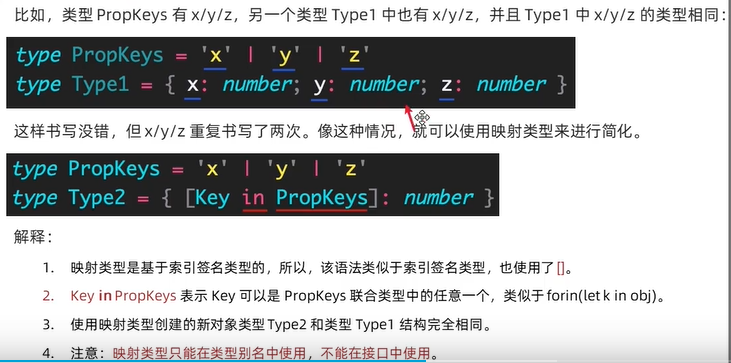 比如，类型 PropKeys 有 x/y/z，另一个类型 Type1 中也有 x/y/z，并且 Type1 中 x/y/z 的类型相同：
type PropKeys = 'x' | 'y' | 'z'
type Type1 = { x: number; y: number; z: number }
这样书写没错，但 x/y/z 重复书写了两次。像这种情况，就可以使用映射类型来进行简化。
type PropKeys = 'x' | 'y' | 'z'
type Type2 = { [Key in PropKeys]: number }
解释：
1. 映射类型是基于索引签名类型的，所以，该语法类似于索引签名类型，也使用了 []。
2. Key in PropKeys 表示 Key 可以是 PropKeys 联合类型中的任意一个，类似于 forin(let k in obj)。
3. 使用映射类型创建的新对象类型 Type2 和类型 Type1 结构完全相同。
4. 注意：映射类型只能在类型别名中使用，不能在接口中使用。